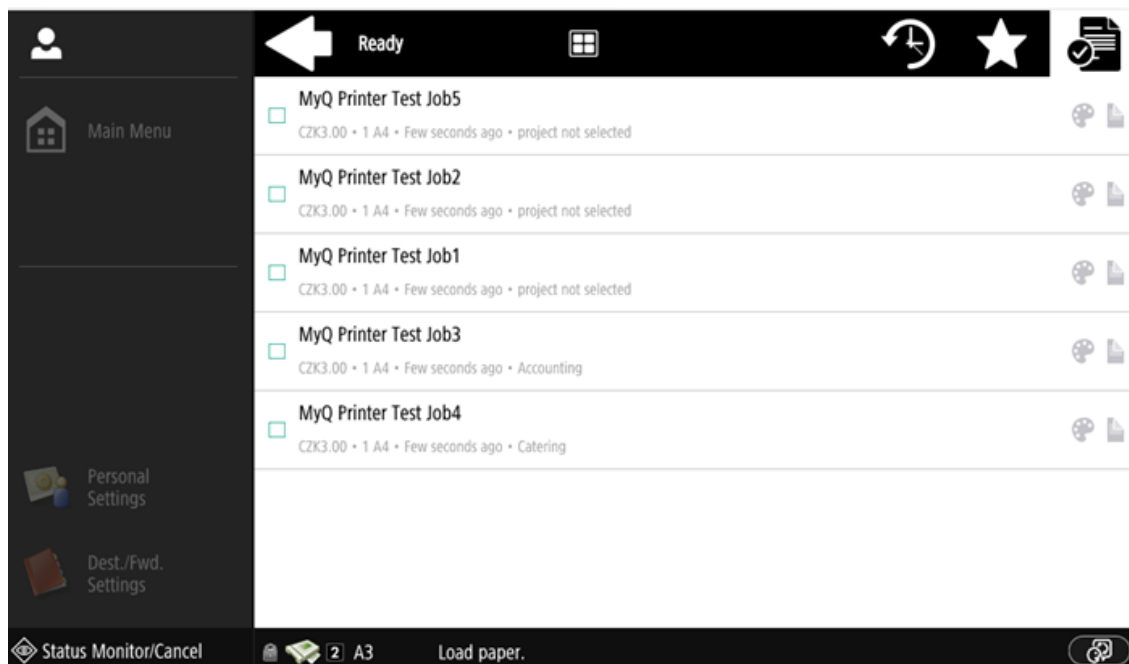 Ready
Main Menu
MyQ Printer Test Job5
CZK3.00 • 1 A4 • Few seconds ago • project not selected
MyQ Printer Test Job2
CZK3.00 • 1 A4 • Few seconds ago • project not selected
MyQ Printer Test Job1
CZK3.00 • 1 A4 • Few seconds ago • project not selected
MyQ Printer Test Job3
CZK3.00 • 1 A4 • Few seconds ago • Accounting
MyQ Printer Test Job4
CZK3.00 • 1 A4 • Few seconds ago • Catering
Personal
Settings
Dest./Fwd.
Settings
Status Monitor/Cancel
2 A3 Load paper.